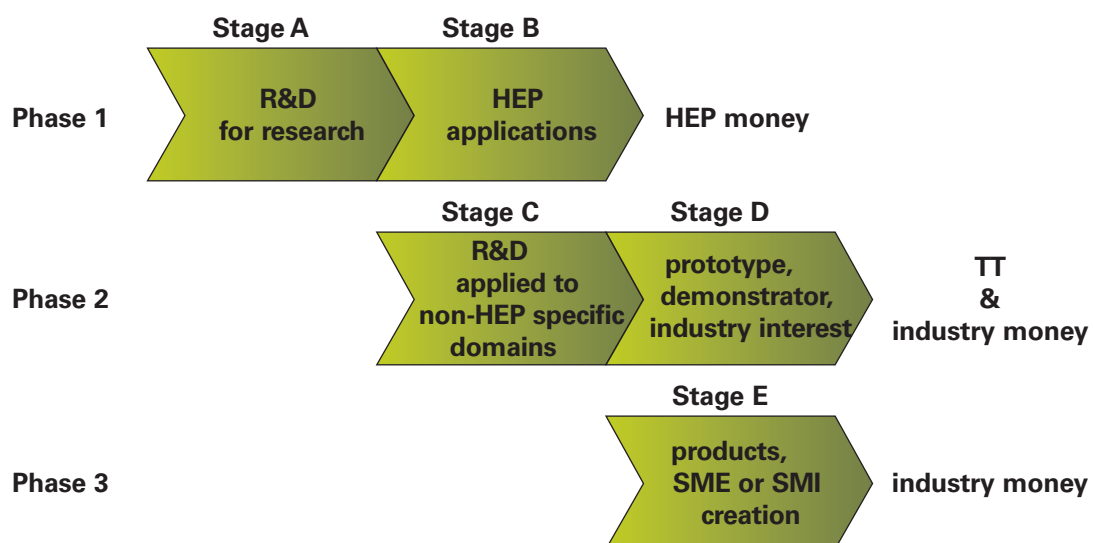 Stage A
Stage B
Phase 1
R&D
for research
HEP
applications
HEP money
Stage C
Stage D
Phase 2
R&D
applied to
non-HEP specific
domains
prototype,
demonstrator,
industry interest
TT
&
industry money
Stage E
Phase 3
products,
SME or SMI
creation
industry money